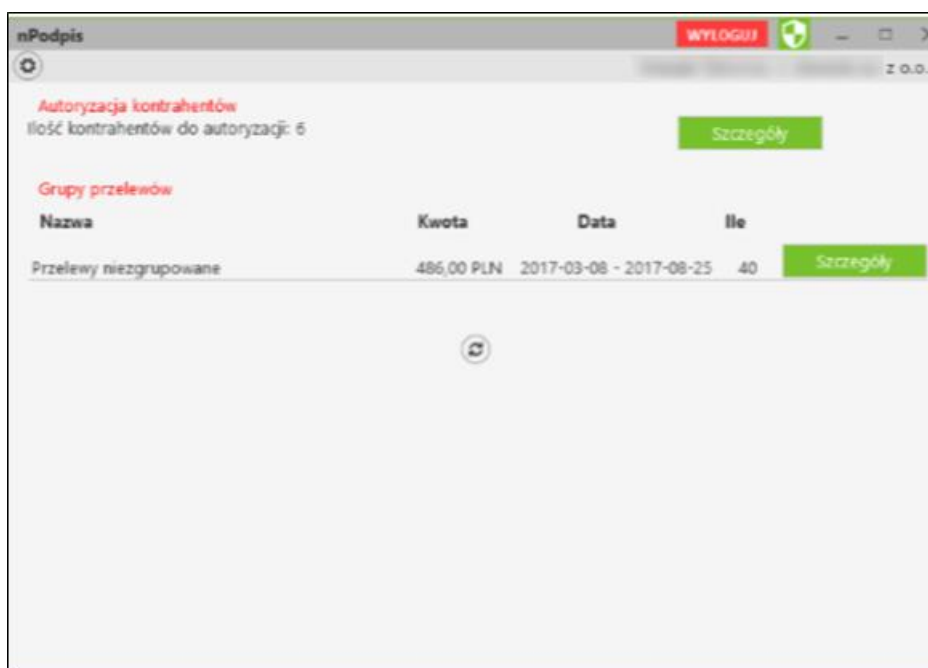 nPodpis WYLOGUJ
z o.o.
Autoryzacja kontrahentów
Ilość kontrahentów do autoryzacji: 6 Szczegóły
Grupy przelewów
Nazwa Kwota Data Ile
Przelewy niezgrupowane 486,00 PLN 2017-03-08 - 2017-08-25 40 Szczegóły